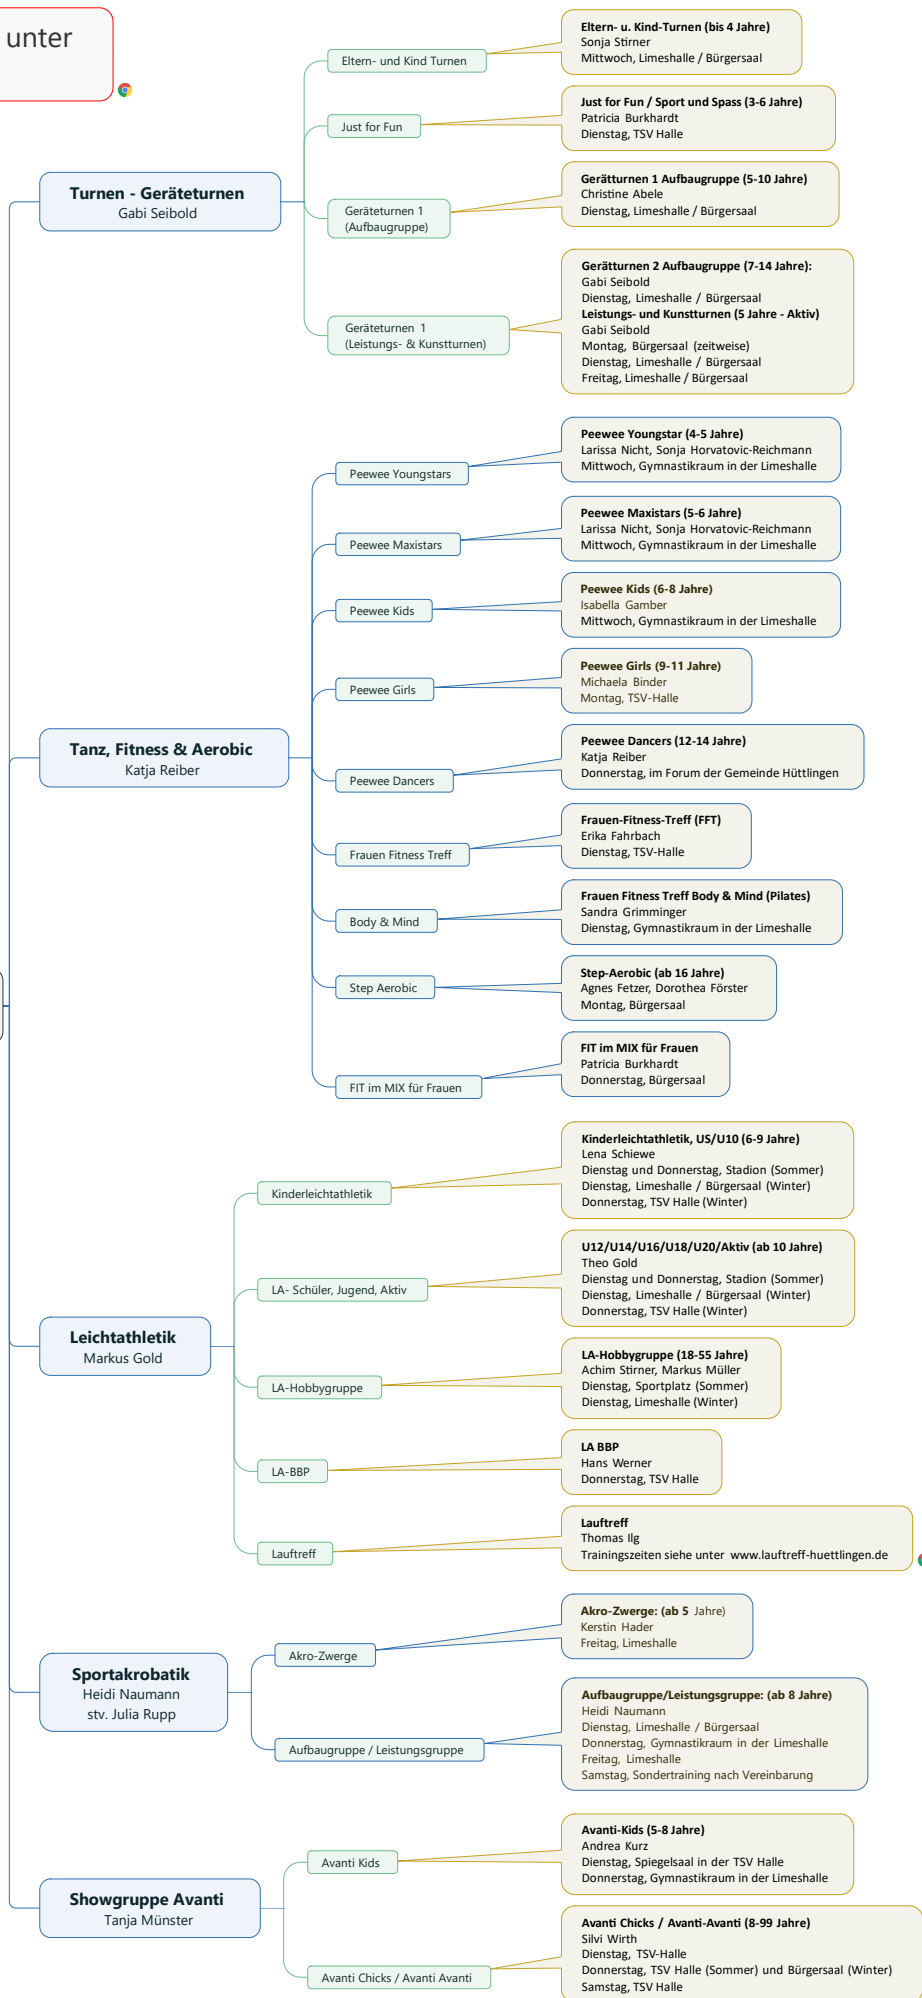 unter
Turnen - Geräteturnen
Gabi Seibold
Eltern- und Kind Turnen
Eltern- u. Kind-Turnen (bis 4 Jahre)
Sonja Stirner
Mittwoch, Limeshalle / Bürgersaal
Just for Fun
Just for Fun / Sport und Spass (3-6 Jahre)
Patricia Burkhardt
Dienstag, TSV Halle
Geräteturnen 1
(Aufbaugruppe)
Gerätturnen 1 Aufbaugruppe (5-10 Jahre)
Christine Abele
Dienstag, Limeshalle / Bürgersaal
Geräteturnen 1
(Leistungs- & Kunstturnen)
Gerätturnen 2 Aufbaugruppe (7-14 Jahre):
Gabi Seibold
Dienstag, Limeshalle / Bürgersaal
Leistungs- und Kunstturnen (5 Jahre - Aktiv)
Gabi Seibold
Montag, Bürgersaal (zeitweise)
Dienstag, Limeshalle / Bürgersaal
Freitag, Limeshalle / Bürgersaal
Tanz, Fitness & Aerobic
Katja Reiber
Peewee Youngstars
Peewee Youngstar (4-5 Jahre)
Larissa Nicht, Sonja Horvatovic-Reichmann
Mittwoch, Gymnastikraum in der Limeshalle
Peewee Maxistars
Peewee Maxistars (5-6 Jahre)
Larissa Nicht, Sonja Horvatovic-Reichmann
Mittwoch, Gymnastikraum in der Limeshalle
Peewee Kids
Peewee Kids (6-8 Jahre)
Isabella Gamber
Mittwoch, Gymnastikraum in der Limeshalle
Peewee Girls
Peewee Girls (9-11 Jahre)
Michaela Binder
Montag, TSV-Halle
Peewee Dancers
Peewee Dancers (12-14 Jahre)
Katja Reiber
Donnerstag, im Forum der Gemeinde Hüttlingen
Frauen Fitness Treff
Frauen-Fitness-Treff (FFT)
Erika Fahrbach
Dienstag, TSV-Halle
Body & Mind
Frauen Fitness Treff Body & Mind (Pilates)
Sandra Grimminger
Dienstag, Gymnastikraum in der Limeshalle
Step Aerobic
Step-Aerobic (ab 16 Jahre)
Agnes Fetzer, Dorothea Förster
Montag, Bürgersaal
FIT im MIX für Frauen
FIT im MIX für Frauen
Patricia Burkhardt
Donnerstag, Bürgersaal
Leichtathletik
Markus Gold
Kinderleichtathletik
Kinderleichtathletik, US/U10 (6-9 Jahre)
Lena Schiewe
Dienstag und Donnerstag, Stadion (Sommer)
Dienstag, Limeshalle / Bürgersaal (Winter)
Donnerstag, TSV Halle (Winter)
LA- Schüler, Jugend, Aktiv
U12/U14/U16/U18/U20/Aktiv (ab 10 Jahre)
Theo Gold
Dienstag und Donnerstag, Stadion (Sommer)
Dienstag, Limeshalle / Bürgersaal (Winter)
Donnerstag, TSV Halle (Winter)
LA-Hobbygruppe
LA-Hobbygruppe (18-55 Jahre)
Achim Stirner, Markus Müller
Dienstag, Sportplatz (Sommer)
Dienstag, Limeshalle (Winter)
LA-BBP
LA BBP
Hans Werner
Donnerstag, TSV Halle
Lauftreff
Lauftreff
Thomas Ilg
Trainingszeiten siehe unter www.lauftreff-huettlingen.de
Sportakrobatik
Heidi Naumann
stv. Julia Rupp
Akro-Zwerge
Akro-Zwerge: (ab 5 Jahre)
Kerstin Hader
Freitag, Limeshalle
Aufbaugruppe / Leistungsgruppe
Aufbaugruppe/Leistungsgruppe: (ab 8 Jahre)
Heidi Naumann
Dienstag, Limeshalle / Bürgersaal
Donnerstag, Gymnastikraum in der Limeshalle
Freitag, Limeshalle
Samstag, Sondertraining nach Vereinbarung
Showgruppe Avanti
Tanja Münster
Avanti Kids
Avanti-Kids (5-8 Jahre)
Andrea Kurz
Dienstag, Spiegelsaal in der TSV Halle
Donnerstag, Gymnastikraum in der Limeshalle
Avanti Chicks / Avanti Avanti
Avanti Chicks / Avanti-Avanti (8-99 Jahre)
Silvi Wirth
Dienstag, TSV-Halle
Donnerstag, TSV Halle (Sommer) und Bürgersaal (Winter)
Samstag, TSV Halle